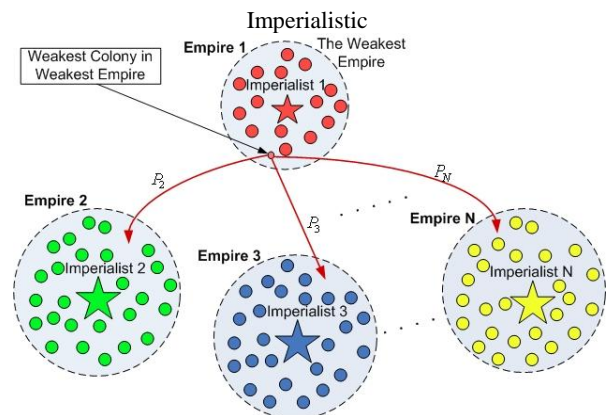 Imperialistic
Empire 1
The Weakest
Empire
Weakest Colony in
Weakest Empire
Imperialist 1
P2
P3
PN
Empire 2
Imperialist 2
Empire 3
Imperialist 3
Empire N
Imperialist N